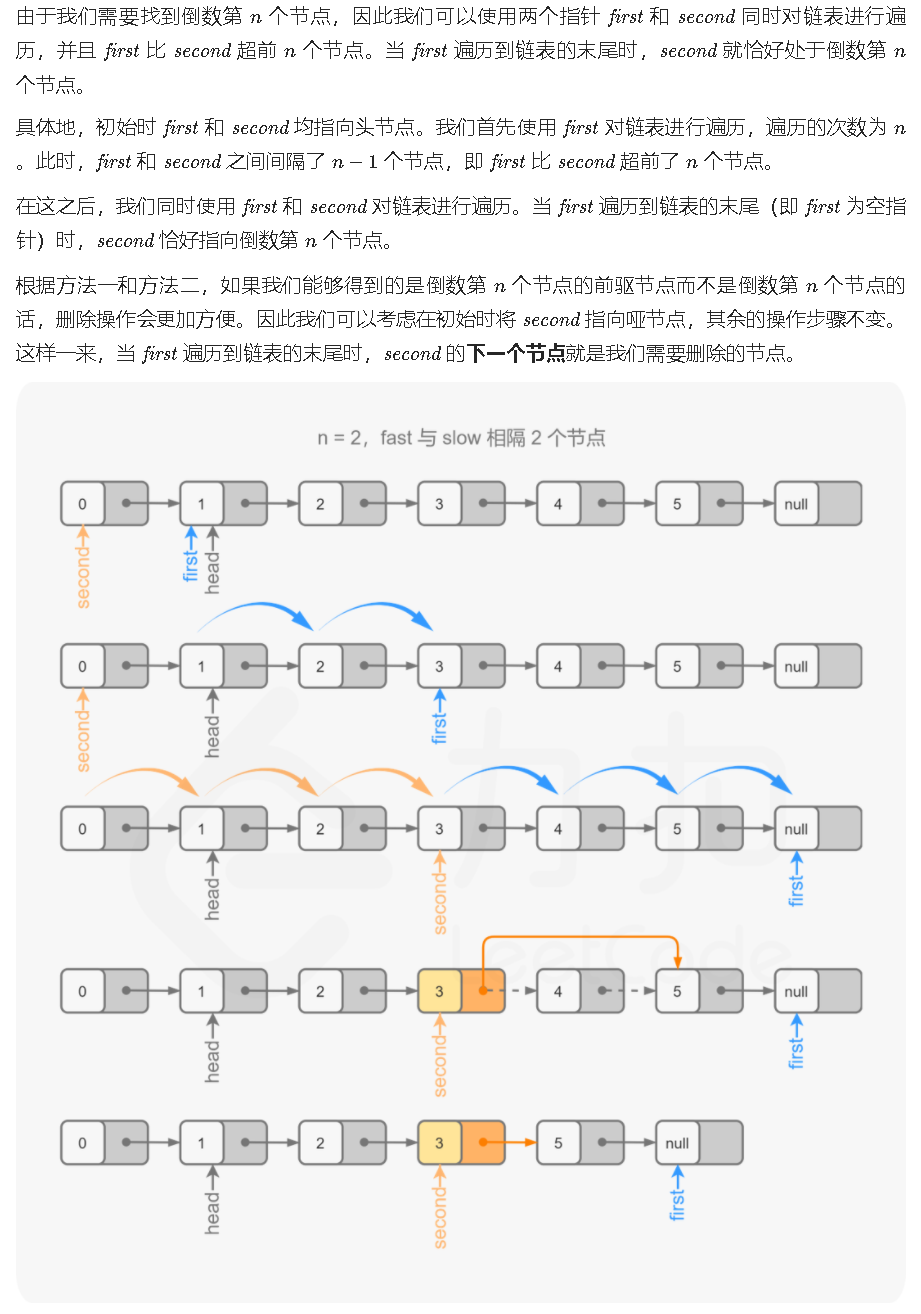 由于我们需要找到倒数第 n 个节点，因此我们可以使用两个指针 first 和 second 同时对链表进行遍
历，并且 first 比 second 超前 n 个节点。当 first 遍历到链表的末尾时，second 就恰好处于倒数第 n
个节点。
具体地，初始时 first 和 second 均指向头节点。我们首先使用 first 对链表进行遍历，遍历的次数为 n
。此时，first 和 second 之间间隔了 n − 1 个节点，即 first 比 second 超前了 n 个节点。
在这之后，我们同时使用 first 和 second 对链表进行遍历。当 first 遍历到链表的末尾（即 first 为空指
针）时，second 恰好指向倒数第 n 个节点。
根据方法一和方法二，如果我们能够得到的是倒数第 n 个节点的前驱节点而不是倒数第 n 个节点的
话，删除操作会更加方便。因此我们可以考虑在初始时将 second 指向哑节点，其余的操作步骤不变。
这样一来，当 first 遍历到链表的末尾时，second 的下一个节点就是我们需要删除的节点。
n = 2，fast 与 slow 相隔 2 个节点
0 1 2 3 4 5 null
second first head
0 1 2 3 4 5 null
second head first
0 1 2 3 4 5 null
head second first
0 1 2 3 4 5 null
head second first
0 1 2 3 5 null
head second first
力扣
LeetCode